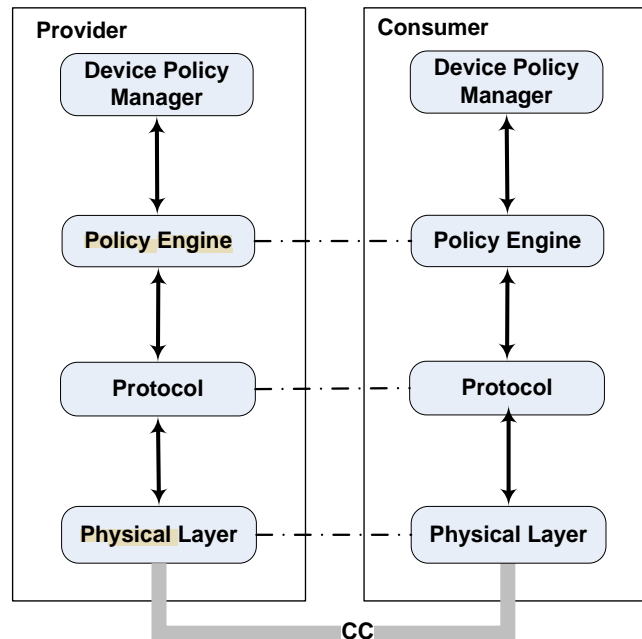 Provider
Device Policy
Manager
Policy Engine
Protocol
Physical Layer
Consumer
Device Policy
Manager
Policy Engine
Protocol
Physical Layer
CC